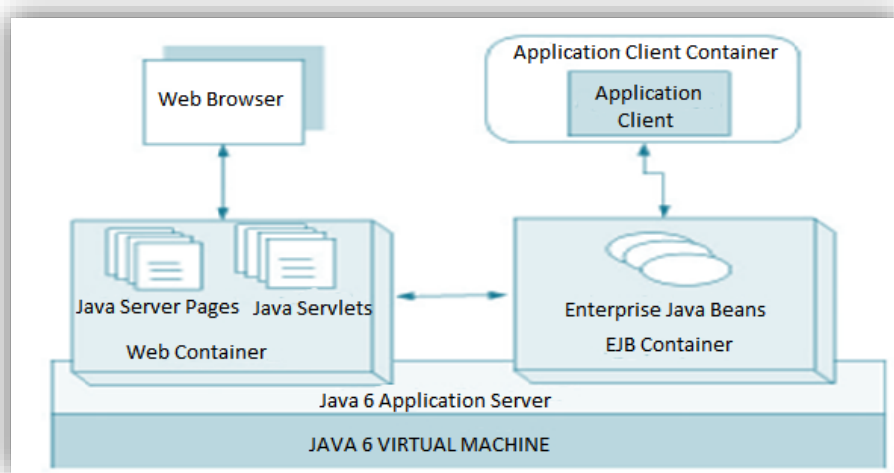 Web Browser
Application Client Container
Application
Client
Java Server Pages
Java Servlets
Web Container
Enterprise Java Beans
EJB Container
Java 6 Application Server
JAVA 6 VIRTUAL MACHINE